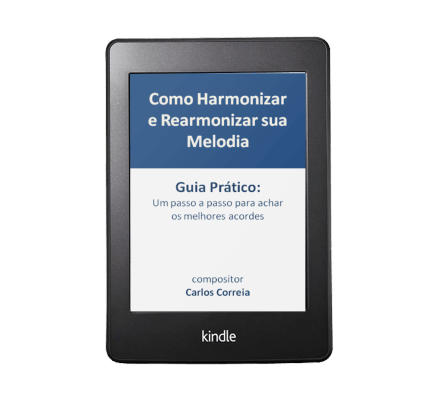 Como Harmonizar
e Rearmonizar sua
Melodia
Guia Prático:
Um passo a passo para achar
os melhores acordes
compositor
Carlos Correia
kindle